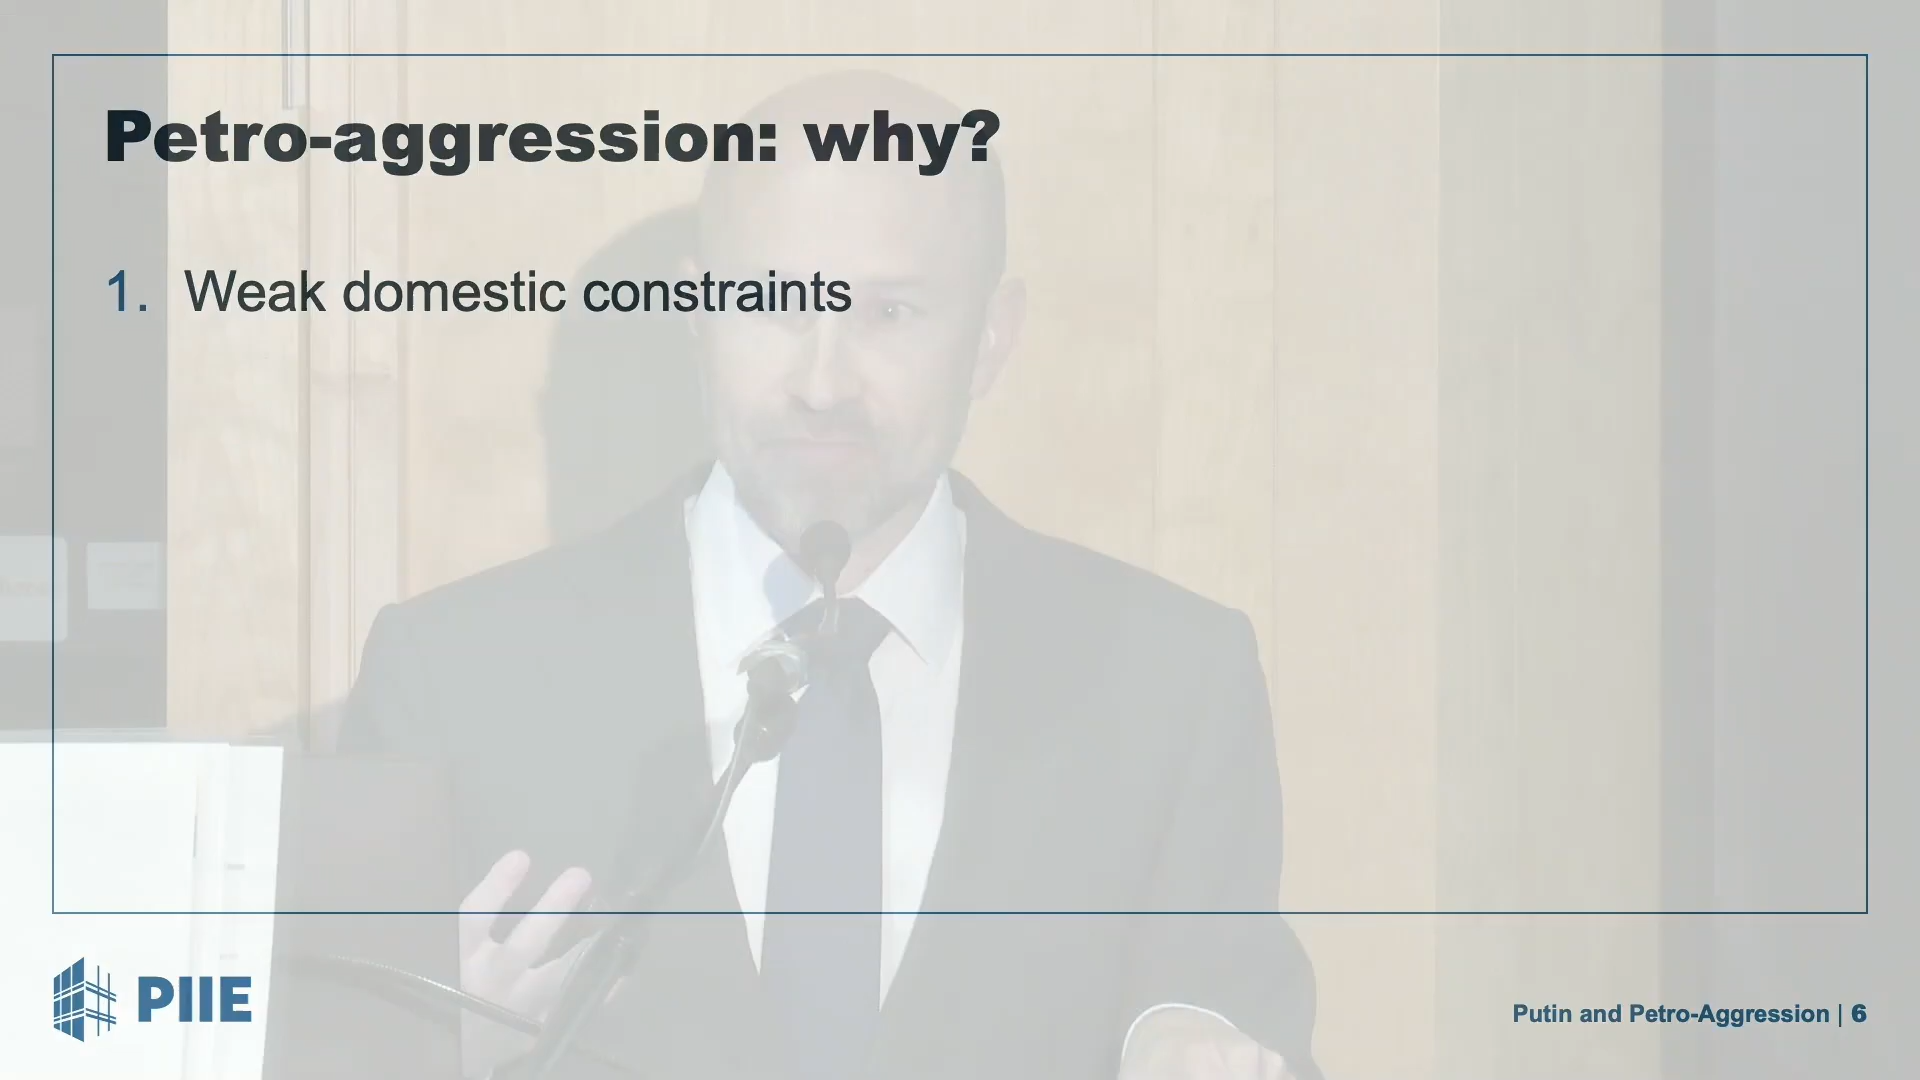 Petro-aggression: why?
1. Weak domestic constraints
PIIE
Putin and Petro-Aggression | 6